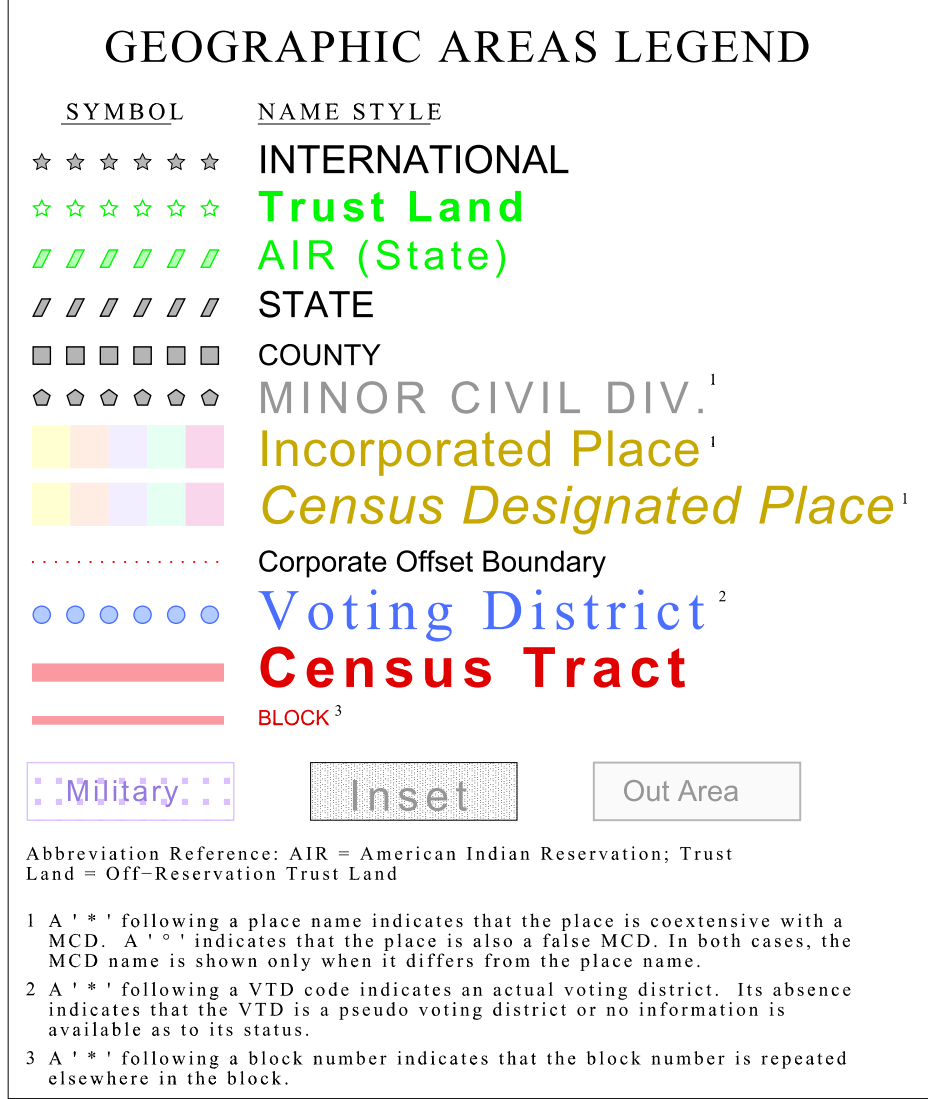 GEOGRAPHIC AREAS LEGEND
SYMBOL NAME STYLE
INTERNATIONAL
Trust Land
AIR (State)
STATE
COUNTY
MINOR CIVIL DIV. 1
Incorporated Place 1
Census Designated Place 1
Corporate Offset Boundary
Voting District 2
Census Tract
BLOCK 3
Military Inset Out Area
Abbreviation Reference: AIR = American Indian Reservation; Trust
Land = Off−Reservation Trust Land
1 A ' * ' following a place name indicates that the place is coextensive with a
MCD. A ' ° ' indicates that the place is also a false MCD. In both cases, the
MCD name is shown only when it differs from the place name.
2 A ' * ' following a VTD code indicates an actual voting district. Its absence
indicates that the VTD is a pseudo voting district or no information is
available as to its status.
3 A ' * ' following a block number indicates that the block number is repeated
elsewhere in the block.